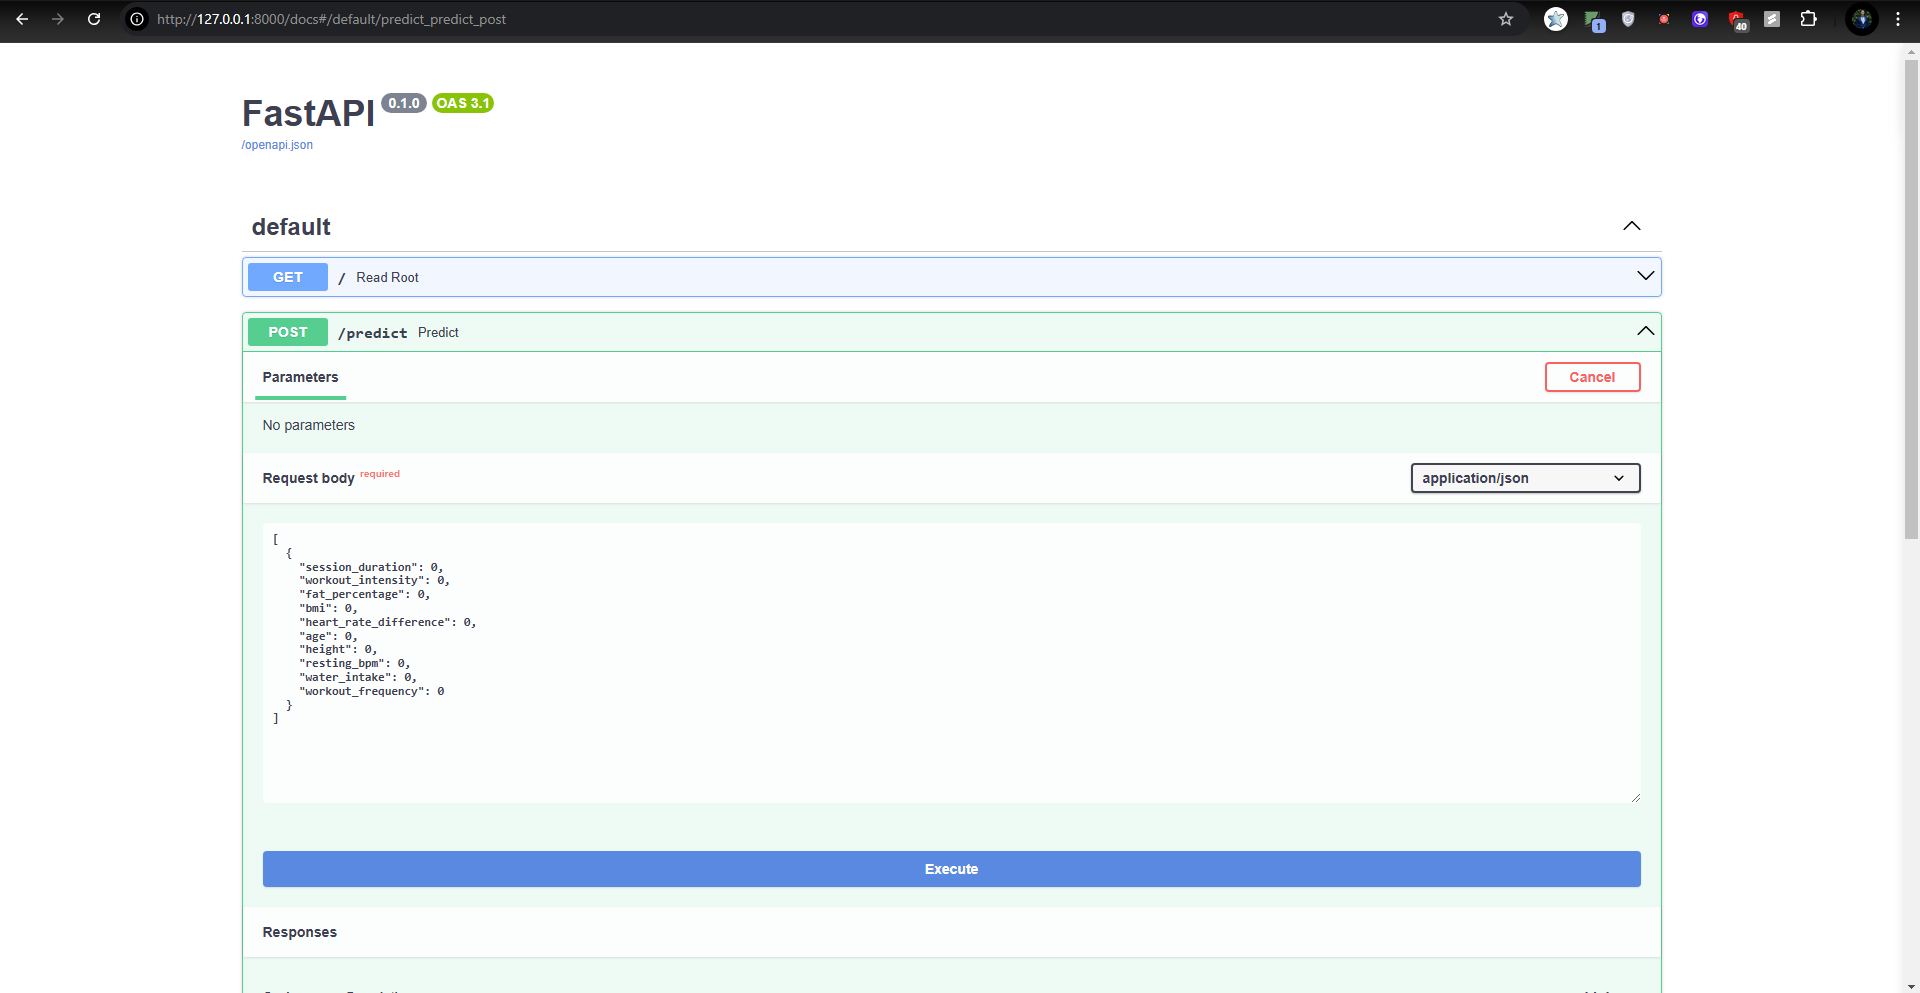 http://127.0.0.1:8000/docs#/default/predict_predict_post
1
40
FastAPI 0.1.0 OAS 3.1
/openapi.json
default
GET / Read Root
POST /predict Predict
Parameters
Cancel
No parameters
Request body required
application/json
[
{
"session_duration": 0,
"workout_intensity": 0,
"fat_percentage": 0,
"bmi": 0,
"heart_rate_difference": 0,
"age": 0,
"height": 0,
"resting_bpm": 0,
"water_intake": 0,
"workout_frequency": 0
}
]
Execute
Responses